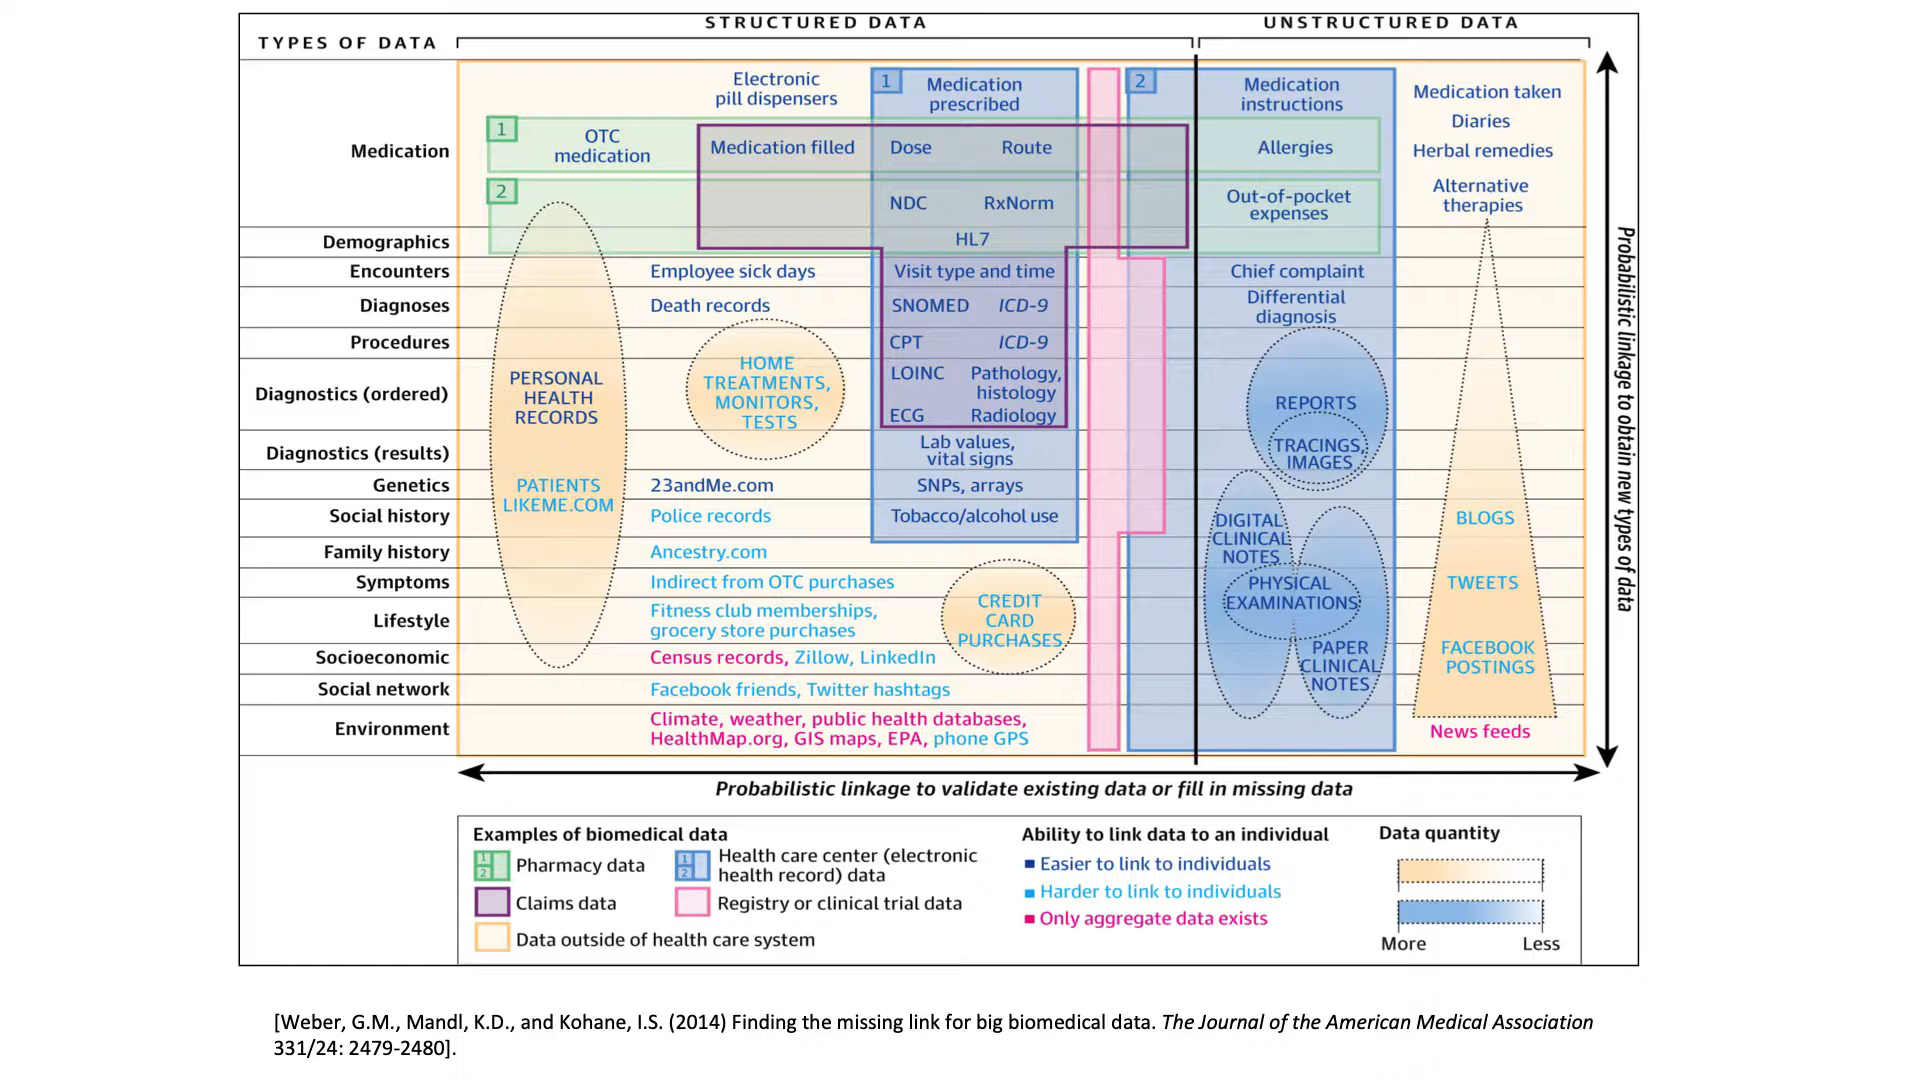 STRUCTURED DATA
UNSTRUCTURED DATA
TYPES OF DATA
Medication
Demographics
Encounters
Diagnoses
Procedures
Diagnostics (ordered)
Diagnostics (results)
Genetics
Social history
Family history
Symptoms
Lifestyle
Socioeconomic
Social network
Environment
Electronic
pill dispensers
1
Medication
prescribed
2
Medication
instructions
Medication taken
Diaries
Herbal remedies
Alternative
therapies
1
OTC
medication
Medication filled
Dose
Route
Allergies
2
NDC
RxNorm
Out-of-pocket
expenses
HL7
Employee sick days
Visit type and time
Chief complaint
Death records
SNOMED
ICD-9
Differential
diagnosis
CPT
ICD-9
HOME
TREATMENTS,
MONITORS,
TESTS
PERSONAL
HEALTH
RECORDS
LOINC
Pathology,
histology
ECG
Radiology
REPORTS
TRACINGS,
IMAGES
Lab values,
vital signs
PATIENTS
LIKEME.COM
23andMe.com
SNPs, arrays
Police records
Tobacco/alcohol use
DIGITAL
CLINICAL
NOTES
BLOGS
Ancestry.com
Indirect from OTC purchases
PHYSICAL
EXAMINATIONS
TWEETS
Fitness club memberships,
grocery store purchases
CREDIT
CARD
PURCHASES
Census records, Zillow, LinkedIn
PAPER
CLINICAL
NOTES
FACEBOOK
POSTINGS
Facebook friends, Twitter hashtags
Climate, weather, public health databases,
HealthMap.org, GIS maps, EPA, phone GPS
News feeds
Probabilistic linkage to obtain new types of data
Probabilistic linkage to validate existing data or fill in missing data
Examples of biomedical data
1
2
Pharmacy data
1
2
Health care center (electronic
health record) data
Claims data
Registry or clinical trial data
Data outside of health care system
Ability to link data to an individual
Easier to link to individuals
Harder to link to individuals
Only aggregate data exists
Data quantity
More
Less
[Weber, G.M., Mandl, K.D., and Kohane, I.S. (2014) Finding the missing link for big biomedical data. The Journal of the American Medical Association
331/24: 2479-2480].